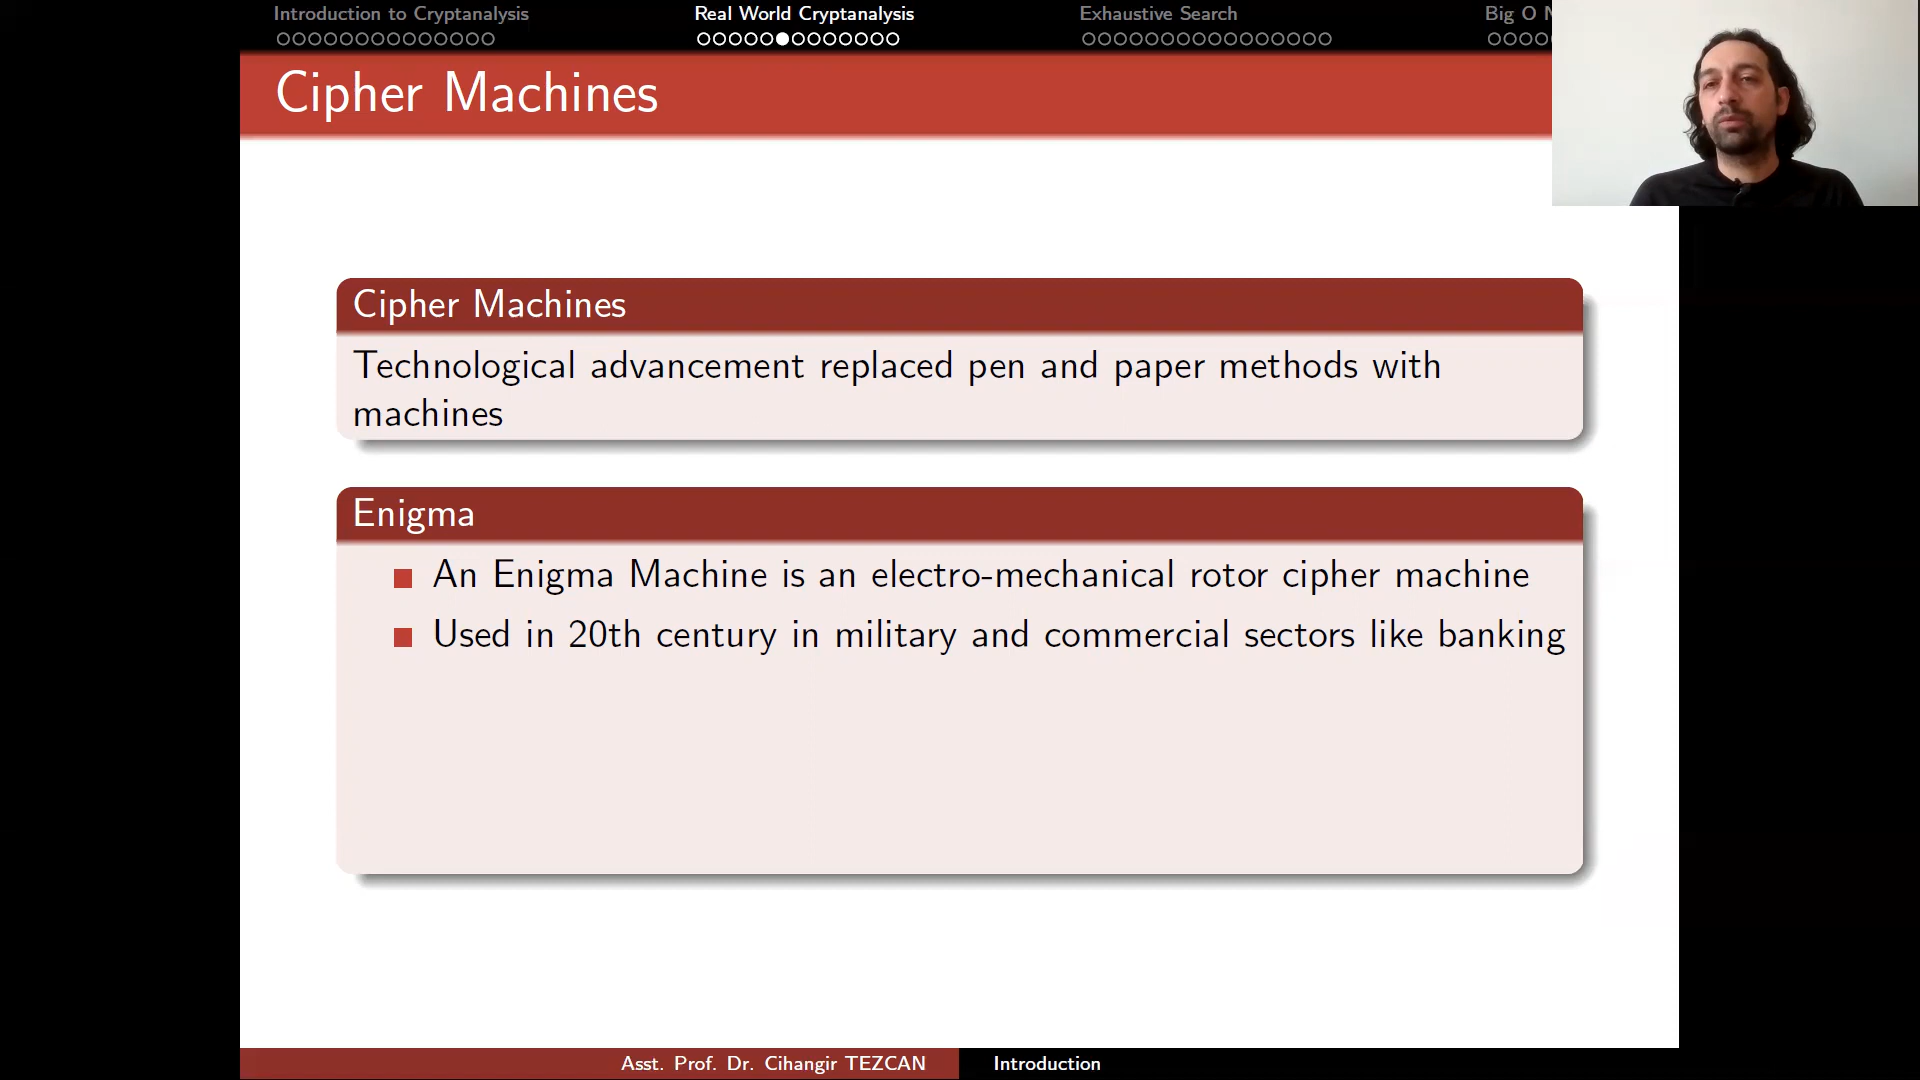 Introduction to Cryptanalysis
Real World Cryptanalysis
Exhaustive Search
Big O
Cipher Machines
Cipher Machines
Technological advancement replaced pen and paper methods with
machines
Enigma
An Enigma Machine is an electro-mechanical rotor cipher machine
Used in 20th century in military and commercial sectors like banking
Asst. Prof. Dr. Cihangir TEZCAN
Introduction